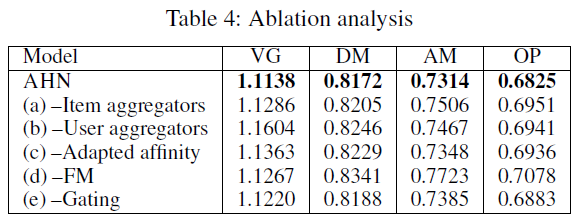 Table 4: Ablation analysis
Model VG DM AM OP
AHN 1.1138 0.8172 0.7314 0.6825
(a) –Item aggregators 1.1286 0.8205 0.7506 0.6951
(b) –User aggregators 1.1604 0.8246 0.7467 0.6941
(c) –Adapted affinity 1.1363 0.8229 0.7348 0.6936
(d) –FM 1.1267 0.8341 0.7723 0.7078
(e) –Gating 1.1220 0.8188 0.7385 0.6883